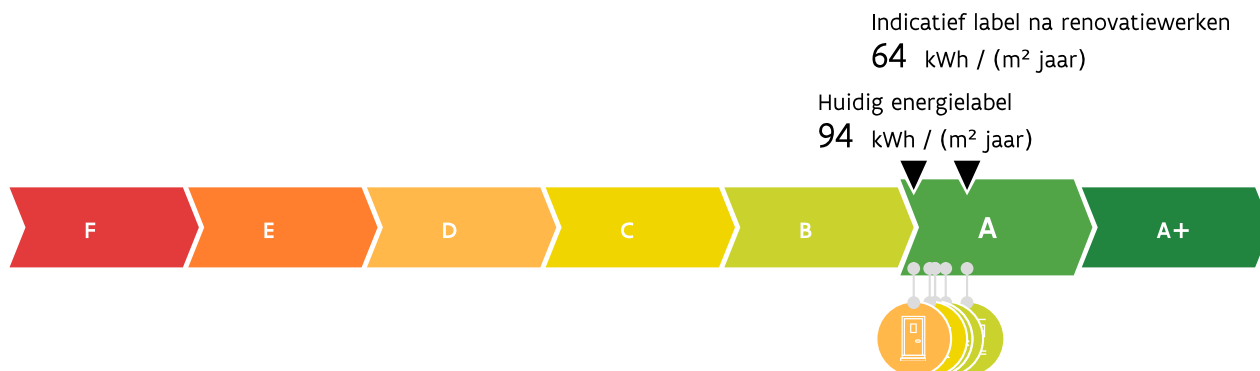 Indicatief label na renovatiewerken
64 kWh / (m² jaar)
Huidig energielabel
94 kWh / (m² jaar)
F E D C B A A+